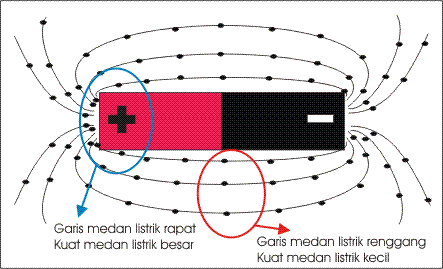 Garis medan listrik rapat
Kuat medan listrik besar
Garis medan listrik renggang
Kuat medan listrik kecil